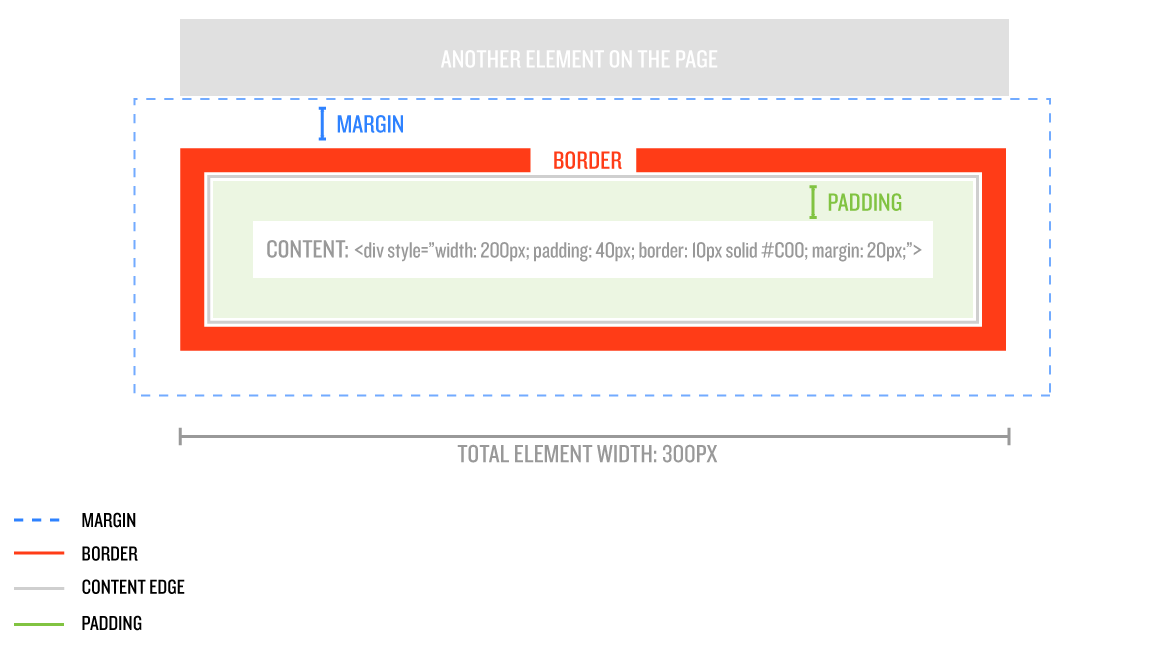 ANOTHER ELEMENT ON THE PAGE
MARGIN
BORDER
PADDING
CONTENT: <div style=”width: 200px; padding: 40px; border: 10px solid #C00; margin: 20px;”>
TOTAL ELEMENT WIDTH: 300PX
MARGIN
BORDER
CONTENT EDGE
PADDING